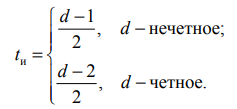 tи = { (d − 1)/2, d − нечетное;
(d − 2)/2, d − четное.